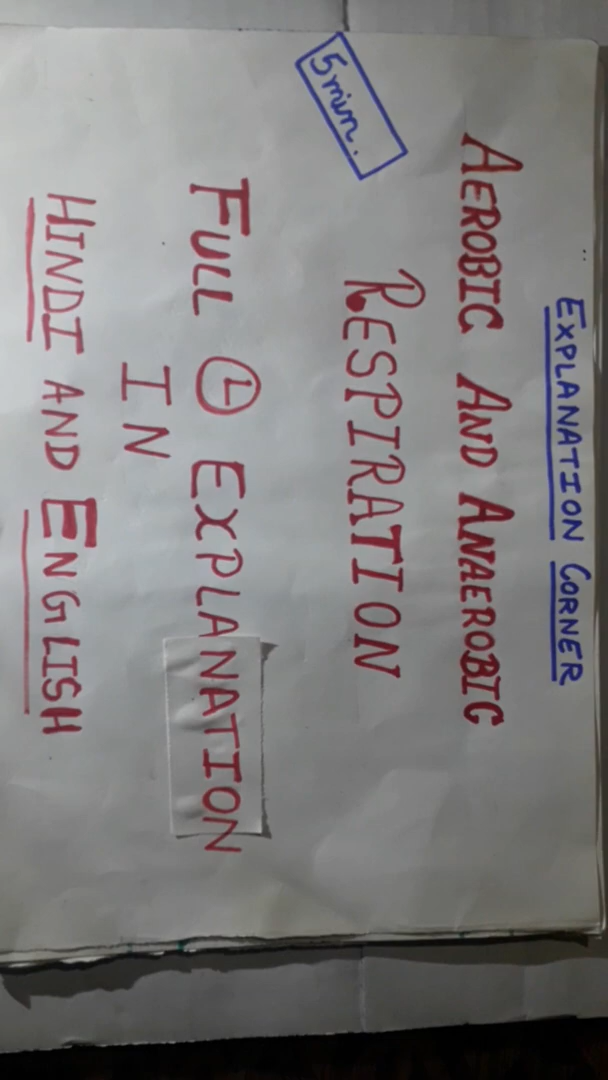 EXPLANATION CORNER
AEROBIC AND ANAEROBIC
RESPIRATION
5 min.
FULL L EXPLANATION
IN
HINDI AND ENGLISH